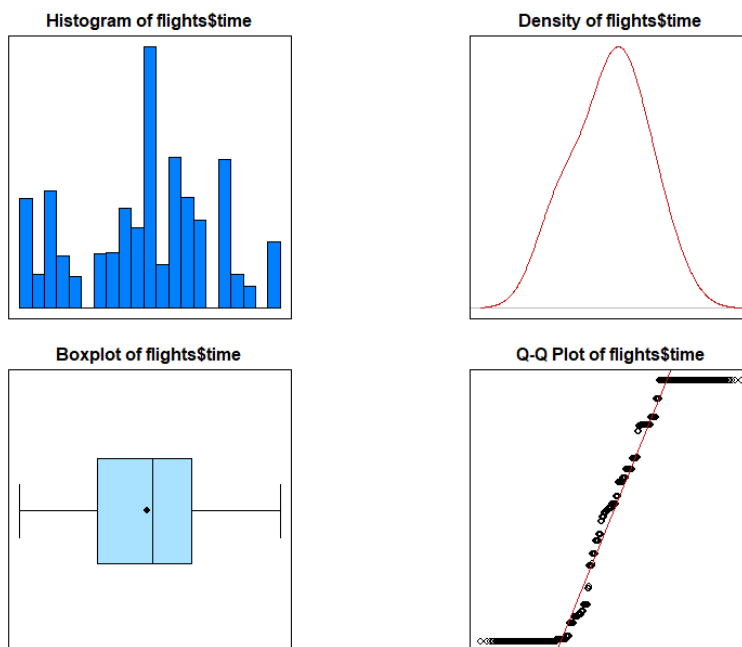 Histogram of flights$time
Density of flights$time
Boxplot of flights$time
Q-Q Plot of flights$time